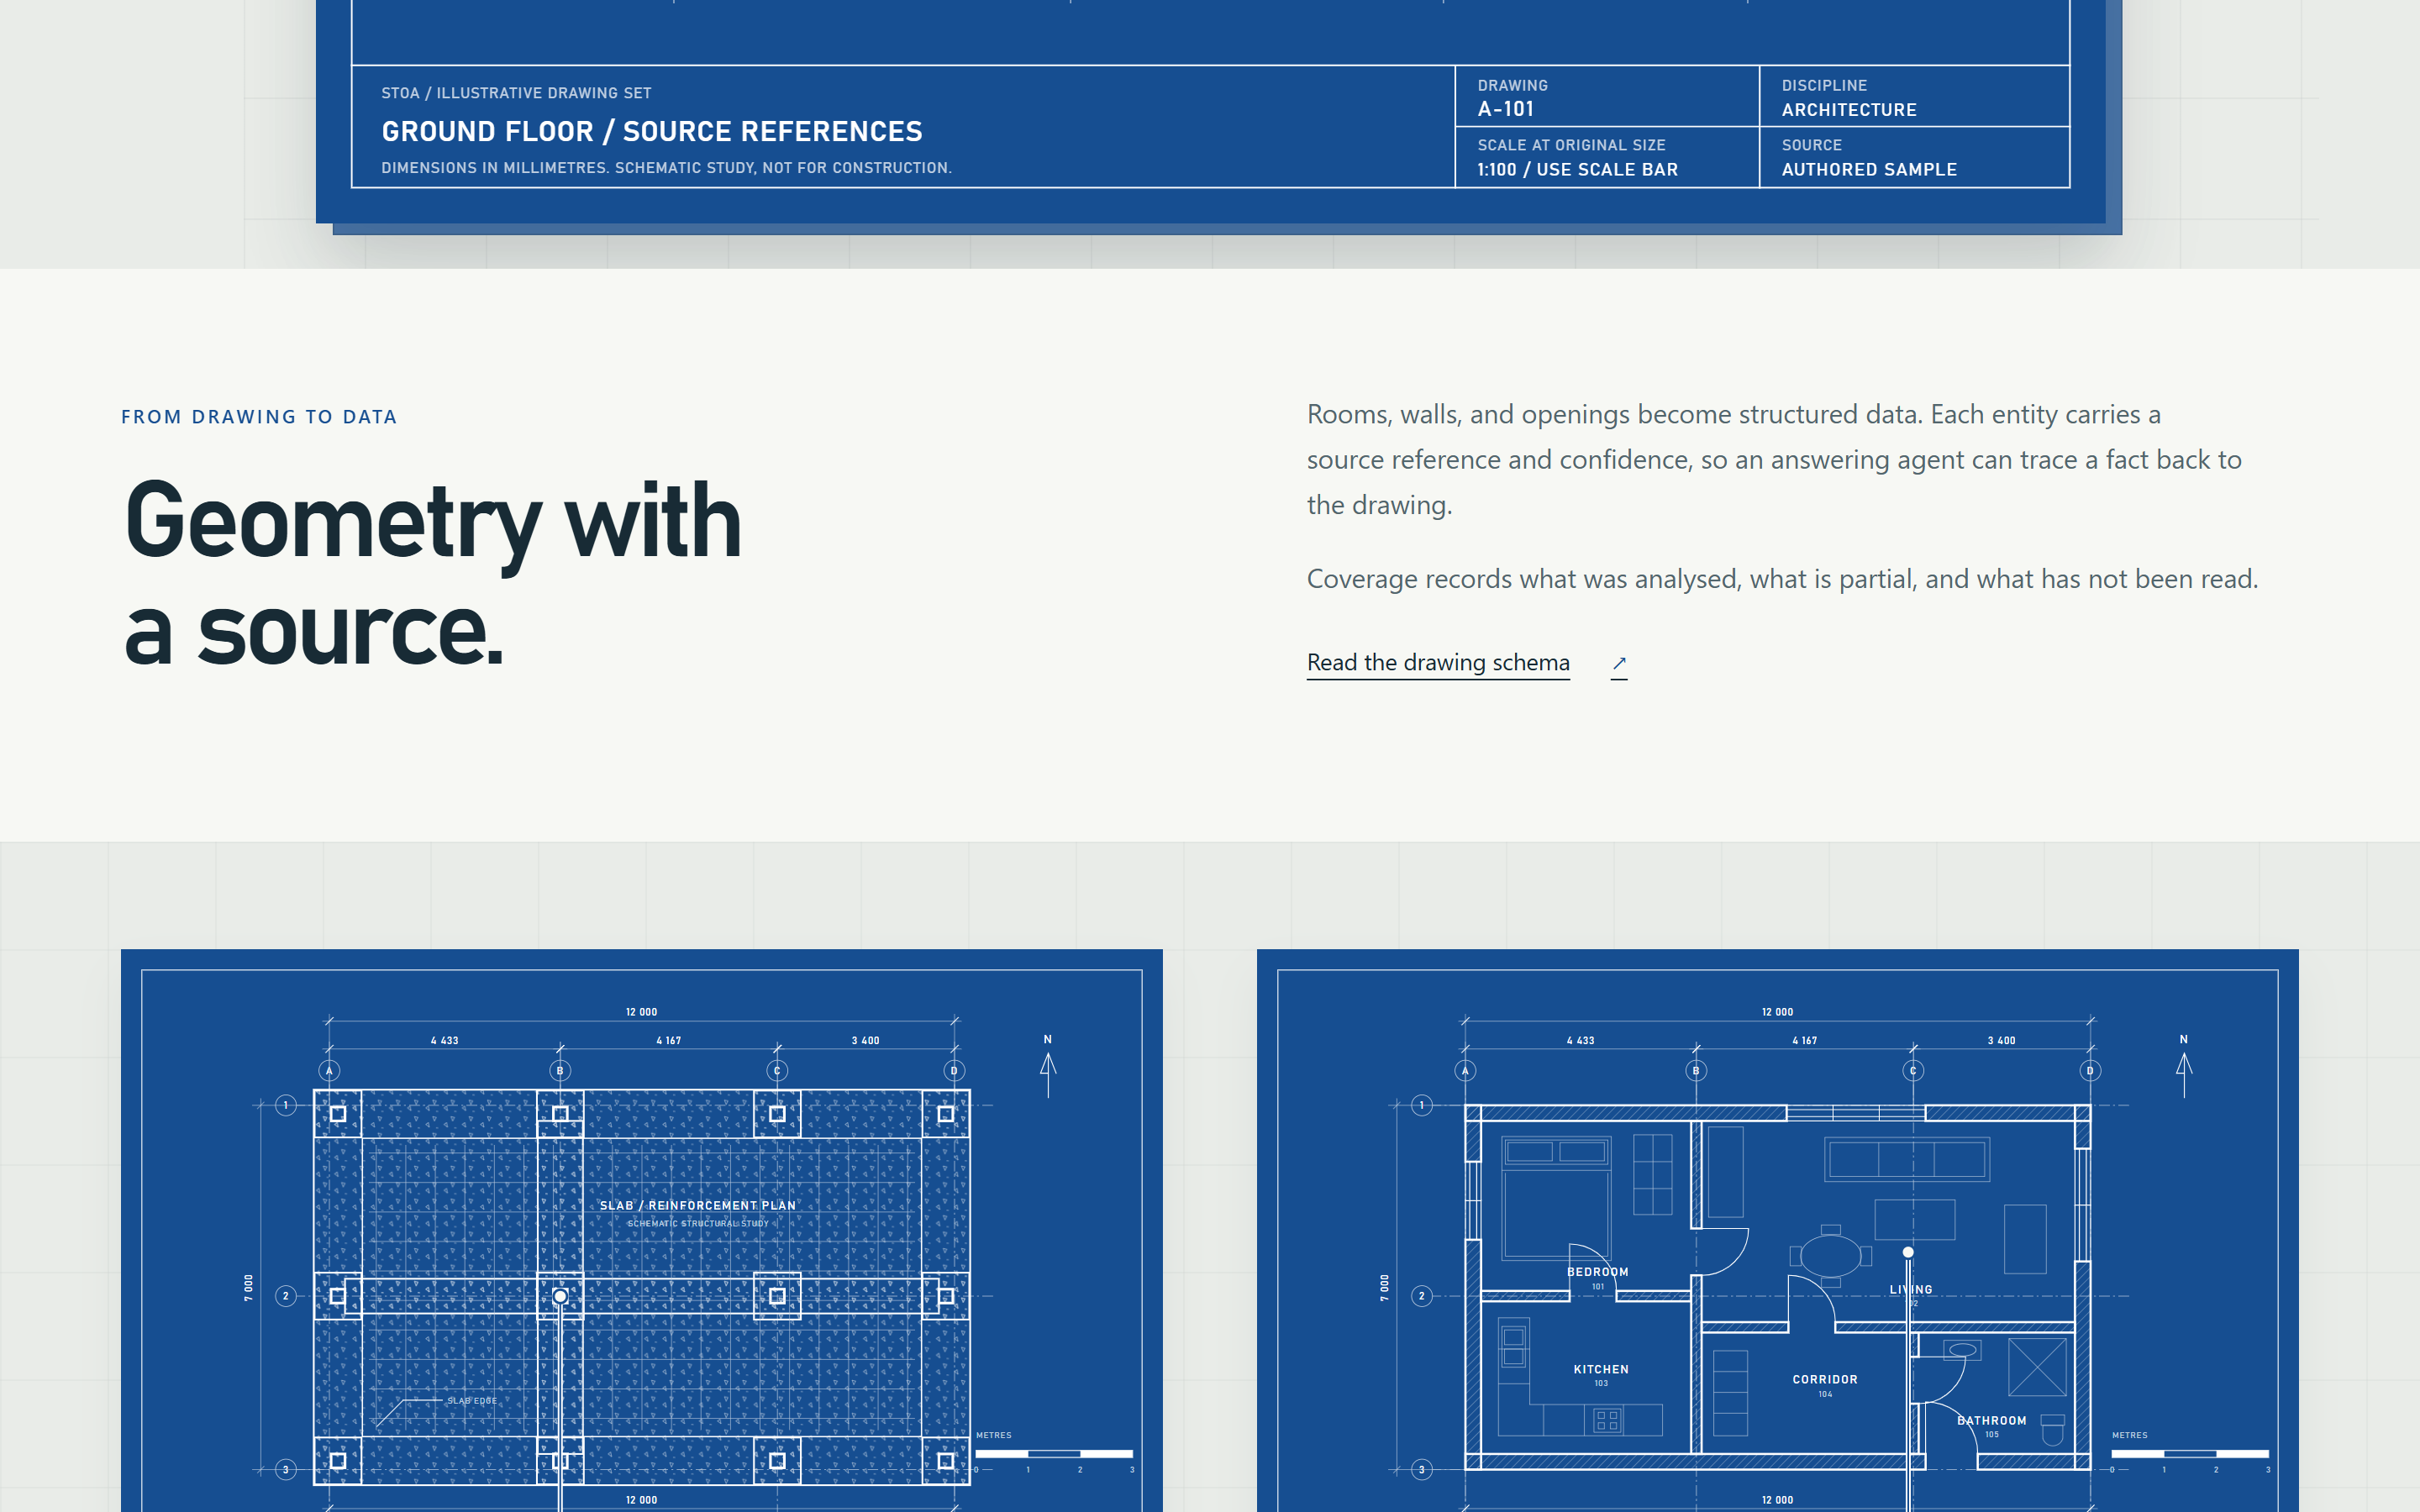 STOA / ILLUSTRATIVE DRAWING SET
GROUND FLOOR / SOURCE REFERENCES
DIMENSIONS IN MILLIMETRES. SCHEMATIC STUDY, NOT FOR CONSTRUCTION.
DRAWING
A-101
DISCIPLINE
ARCHITECTURE
SCALE AT ORIGINAL SIZE
1:100 / USE SCALE BAR
SOURCE
AUTHORED SAMPLE
FROM DRAWING TO DATA
Geometry with
a source.
Rooms, walls, and openings become structured data. Each entity carries a
source reference and confidence, so an answering agent can trace a fact back to
the drawing.
Coverage records what was analysed, what is partial, and what has not been read.
Read the drawing schema ↗
12 000
4 433 4 167 3 400
N
A B C D
1
SLAB / REINFORCEMENT PLAN
SCHEMATIC STRUCTURAL STUDY
7 000
2
SLAB EDGE
METRES
3
0 1 2 3
12 000
12 000
4 433 4 167 3 400
N
A B C D
1
BEDROOM
101
7 000
2
LIVING
KITCHEN
103
CORRIDOR
104
BATHROOM
105
METRES
3
0 1 2 3
12 000